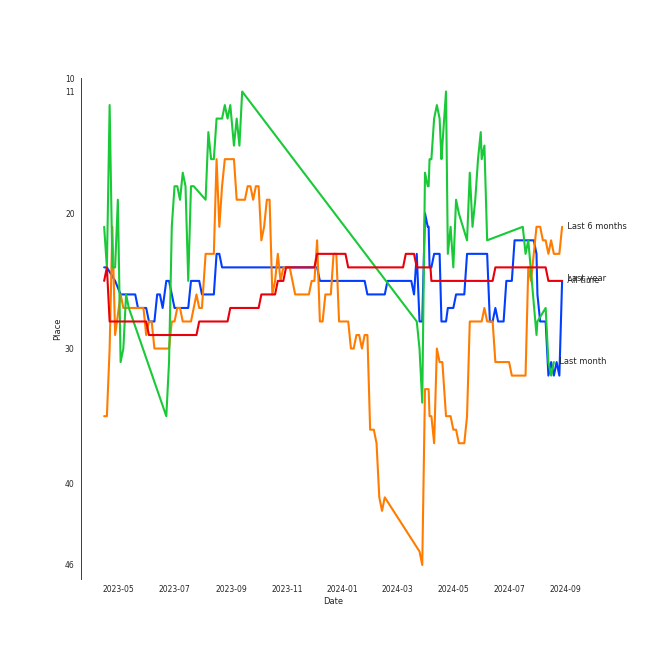 10
11
20
30
40
46
Place
Last 6 months
Last year
All time
Last month
2023-05
2023-07
2023-09
2023-11
2024-01
2024-03
2024-05
2024-07
2024-09
Date